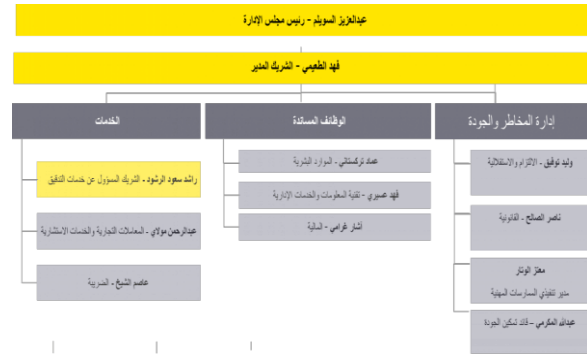 عبدالعزيز السويلم – رئيس مجلس الإدارة
فهد الطعيمي - الشريك المدير
إدارة المخاطر والجودة
وليد توفيق - الالتزام والاستقلالية
ناصر الصالح - القانونية
معتز الوتار
مدير تنفيذي الممارسات المهنية
عبدالله المكرمي – قائد تمكين الجودة
الوظائف المساندة
عماد تركستاني - الموارد البشرية
فهد عسيري - تقنية المعلومات والخدمات الإدارية
أشار غرامي - المالية
الخدمات
راشد سعود الرشود - الشريك المسؤول عن خدمات التدقيق
عبدالرحمن مولاي - المعاملات التجارية والخدمات الاستشارية
عاصم الشيخ - الضريبة